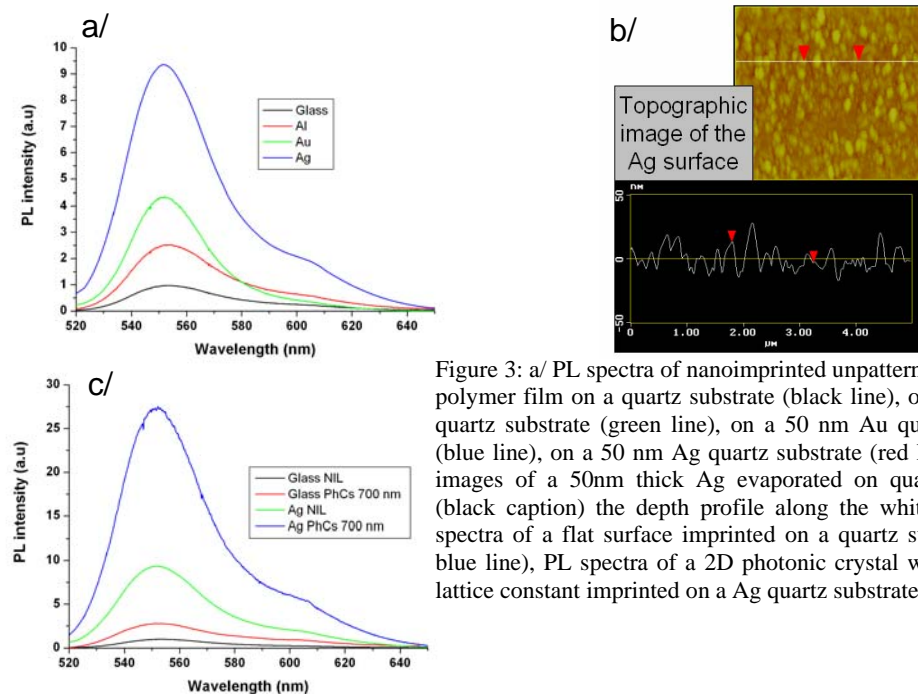 a/
10
9
8
7
6
5
4
3
2
1
0
PL intensity (a.u)
Glass
Al
Au
Ag
520 540 560 580 600 620 640
Wavelength (nm)
b/
Topographic
image of the
Ag surface
50
0
-50
0 1.00 2.00 3.00 4.00
µM
c/
30
25
20
15
10
5
0
PL intensity (a.u)
Glass NIL
Glass PhCs 700 nm
Ag NIL
Ag PhCs 700 nm
520 540 560 580 600 620 640
Wavelength (nm)
Figure 3: a/ PL spectra of nanoimprinted unpattern
polymer film on a quartz substrate (black line), o
quartz substrate (green line), on a 50 nm Au qu
(blue line), on a 50 nm Ag quartz substrate (red
images of a 50nm thick Ag evaporated on qua
(black caption) the depth profile along the whit
spectra of a flat surface imprinted on a quartz s
blue line), PL spectra of a 2D photonic crystal w
lattice constant imprinted on a Ag quartz substrate